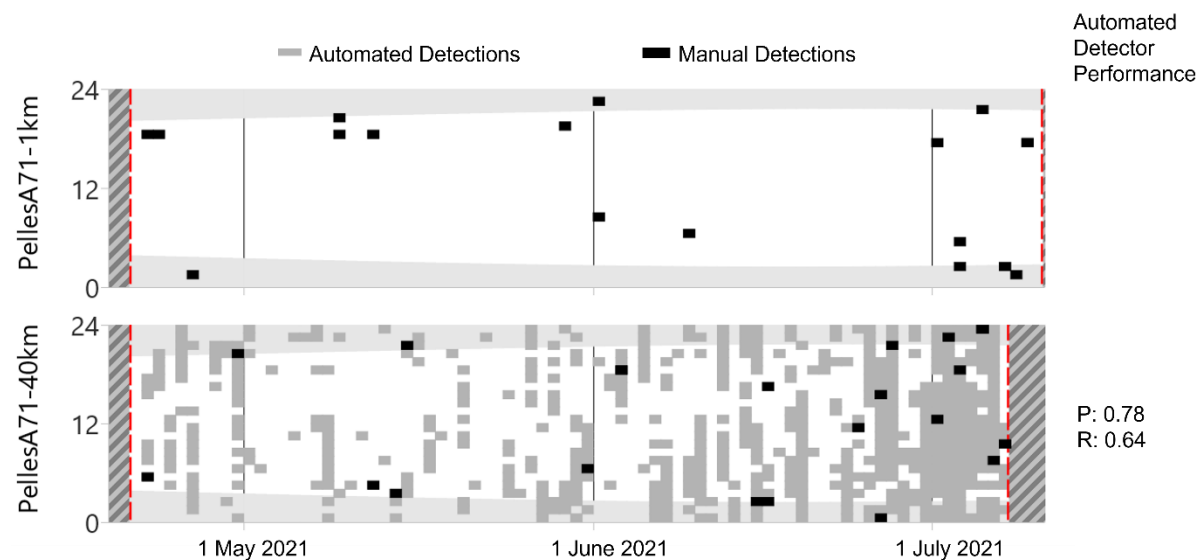 Automated Detections
Manual Detections
Automated
Detector
Performance
PellesA71-1km
24
12
0
PellesA71-40km
24
12
0
P: 0.78
R: 0.64
1 May 2021
1 June 2021
1 July 2021